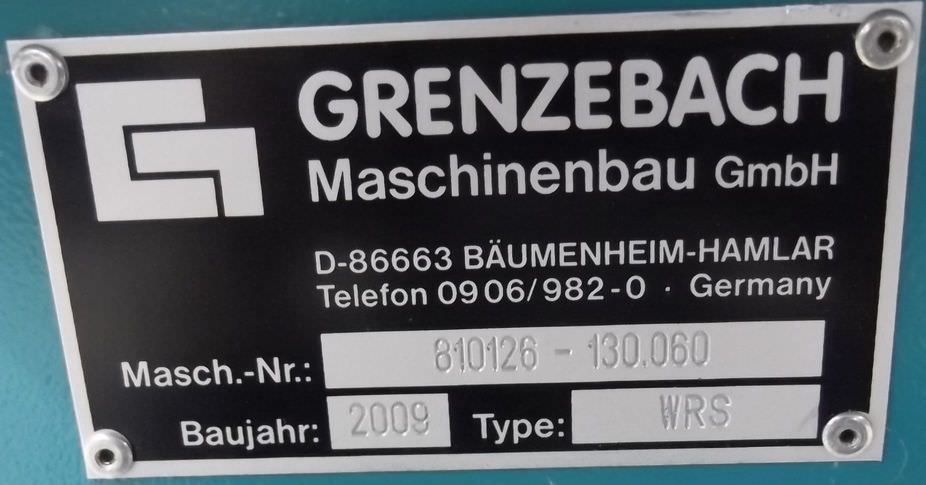 GRENZEBACH
Maschinenbau GmbH
D-86663 BÄUMENHEIM-HAMLAR
Telefon 0906/982-0 · Germany
Masch.-Nr.: 810126 - 130.060
Baujahr: 2009 Type: WRS